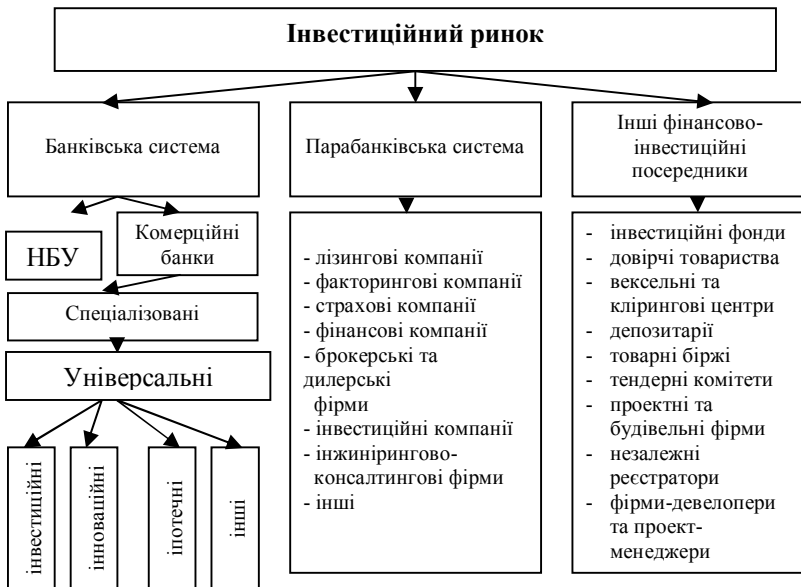 Інвестиційний ринок
Банківська система
НБУ
Комерційні
банки
Спеціалізовані
Універсальні
інвестиційні
інноваційні
іпотечні
інші
Парабанківська система
- лізингові компанії
- факторингові компанії
- страхові компанії
- фінансові компанії
- брокерські та
дилерські
фірми
- інвестиційні компанії
- інжинірингово-
консалтингові фірми
- інші
Інші фінансово-
інвестиційні
посередники
- інвестиційні фонди
- довірчі товариства
- вексельні та
клірингові центри
- депозитарії
- товарні біржі
- тендерні комітети
- проектні та
будівельні фірми
- незалежні
реєстратори
- фірми-девелопери
та проект-
менеджери